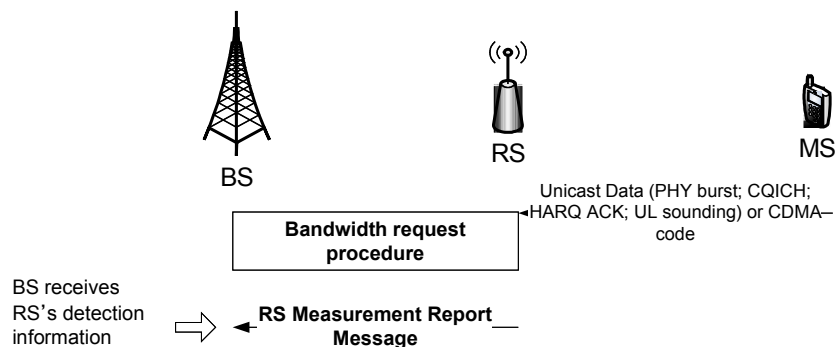 BS
RS
MS
Unicast Data (PHY burst; CQICH;
HARQ ACK; UL sounding) or CDMA
code
Bandwidth request
procedure
BS receives
RS’s detection
information
RS Measurement Report
Message